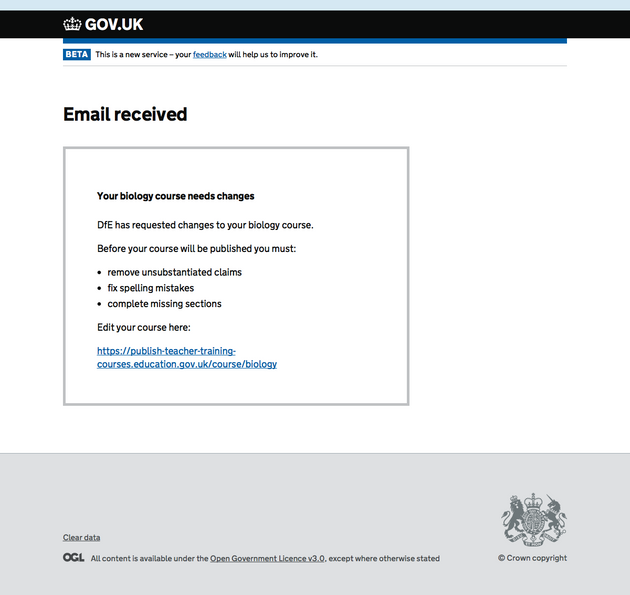 GOV.UK
BETA This is a new service – your feedback will help us to improve it.
Email received
Your biology course needs changes
DfE has requested changes to your biology course.
Before your course will be published you must:
• remove unsubstantiated claims
• fix spelling mistakes
• complete missing sections
Edit your course here:
https://publish-teacher-training-
courses.education.gov.uk/course/biology
Clear data
OGL All content is available under the Open Government Licence v3.0, except where otherwise stated
© Crown copyright